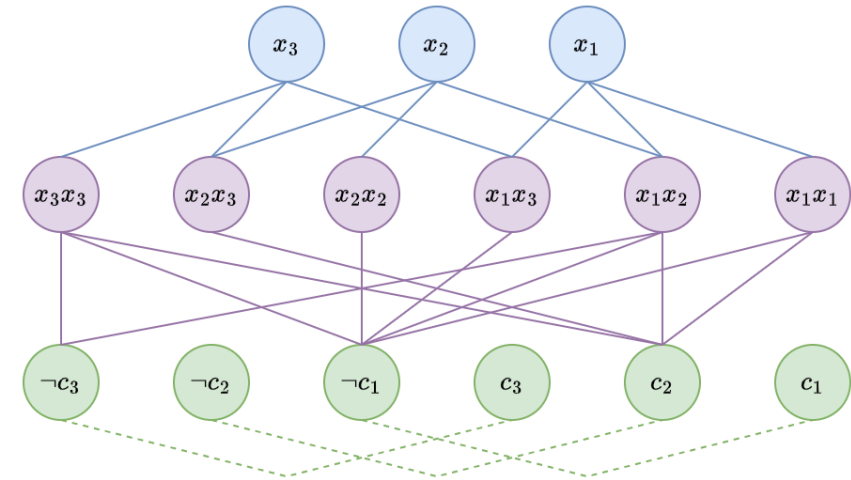 x₃ x₂ x₁
x₃x₃ x₂x₃ x₂x₂ x₁x₃ x₁x₂ x₁x₁
¬c₃ ¬c₂ ¬c₁ c₃ c₂ c₁